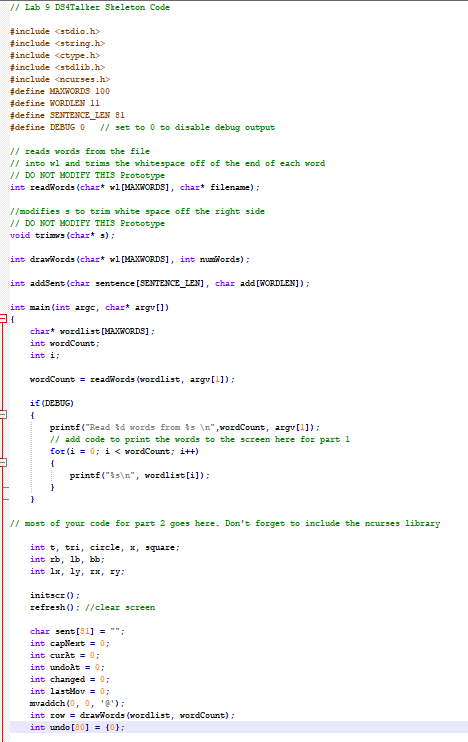 // Lab 9 DS4Talker Skeleton Code
#include <stdio.h>
#include <string.h>
#include <ctype.h>
#include <stdlib.h>
#include <ncurses.h>
#define MAXWORDS 100
#define WORDLEN 11
#define SENTENCE_LEN 81
#define DEBUG 0 // set to 0 to disable debug output
// reads words from the file
// into wl and trims the whitespace off of the end of each word
// DO NOT MODIFY THIS Prototype
int readWords(char* wl[MAXWORDS], char* filename);
//modifies s to trim white space off the right side
// DO NOT MODIFY THIS Prototype
void trimws(char* s);
int drawWords(char* wl[MAXWORDS], int numWords);
int addSent(char sentence[SENTENCE_LEN], char add[WORDLEN]);
int main(int argc, char* argv[])
{
char* wordlist[MAXWORDS];
int wordCount;
int i;
wordCount = readWords(wordlist, argv[1]);
if(DEBUG)
{
printf("Read %d words from %s \n",wordCount, argv[1]);
// add code to print the words to the screen here for part 1
for(i = 0; i < wordCount; i++)
{
printf("%s\n", wordlist[i]);
}
}
// most of your code for part 2 goes here. Don't forget to include the ncurses library
int t, tri, circle, x, square;
int rb, lb, bb;
int lx, ly, rx, ry;
initscr();
refresh(); //clear screen
char sent[81] = "";
int capNext = 0;
int curAt = 0;
int undoAt = 0;
int changed = 0;
int lastMov = 0;
mvaddch(0, 0, '@');
int row = drawWords(wordlist, wordCount);
int undo[80] = {0};